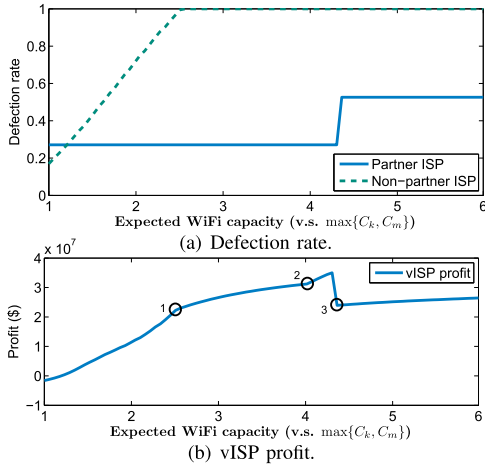 1
0.8
0.6
0.4
0.2
0
Defection rate
Partner ISP
Non−partner ISP
1 2 3 4 5 6
Expected WiFi capacity (v.s. max{C_k, C_m})
(a) Defection rate.
x 10^7
4
3
2
1
0
−1
Profit ($)
1
2
3
vISP profit
1 2 3 4 5 6
Expected WiFi capacity (v.s. max{C_k, C_m})
(b) vISP profit.